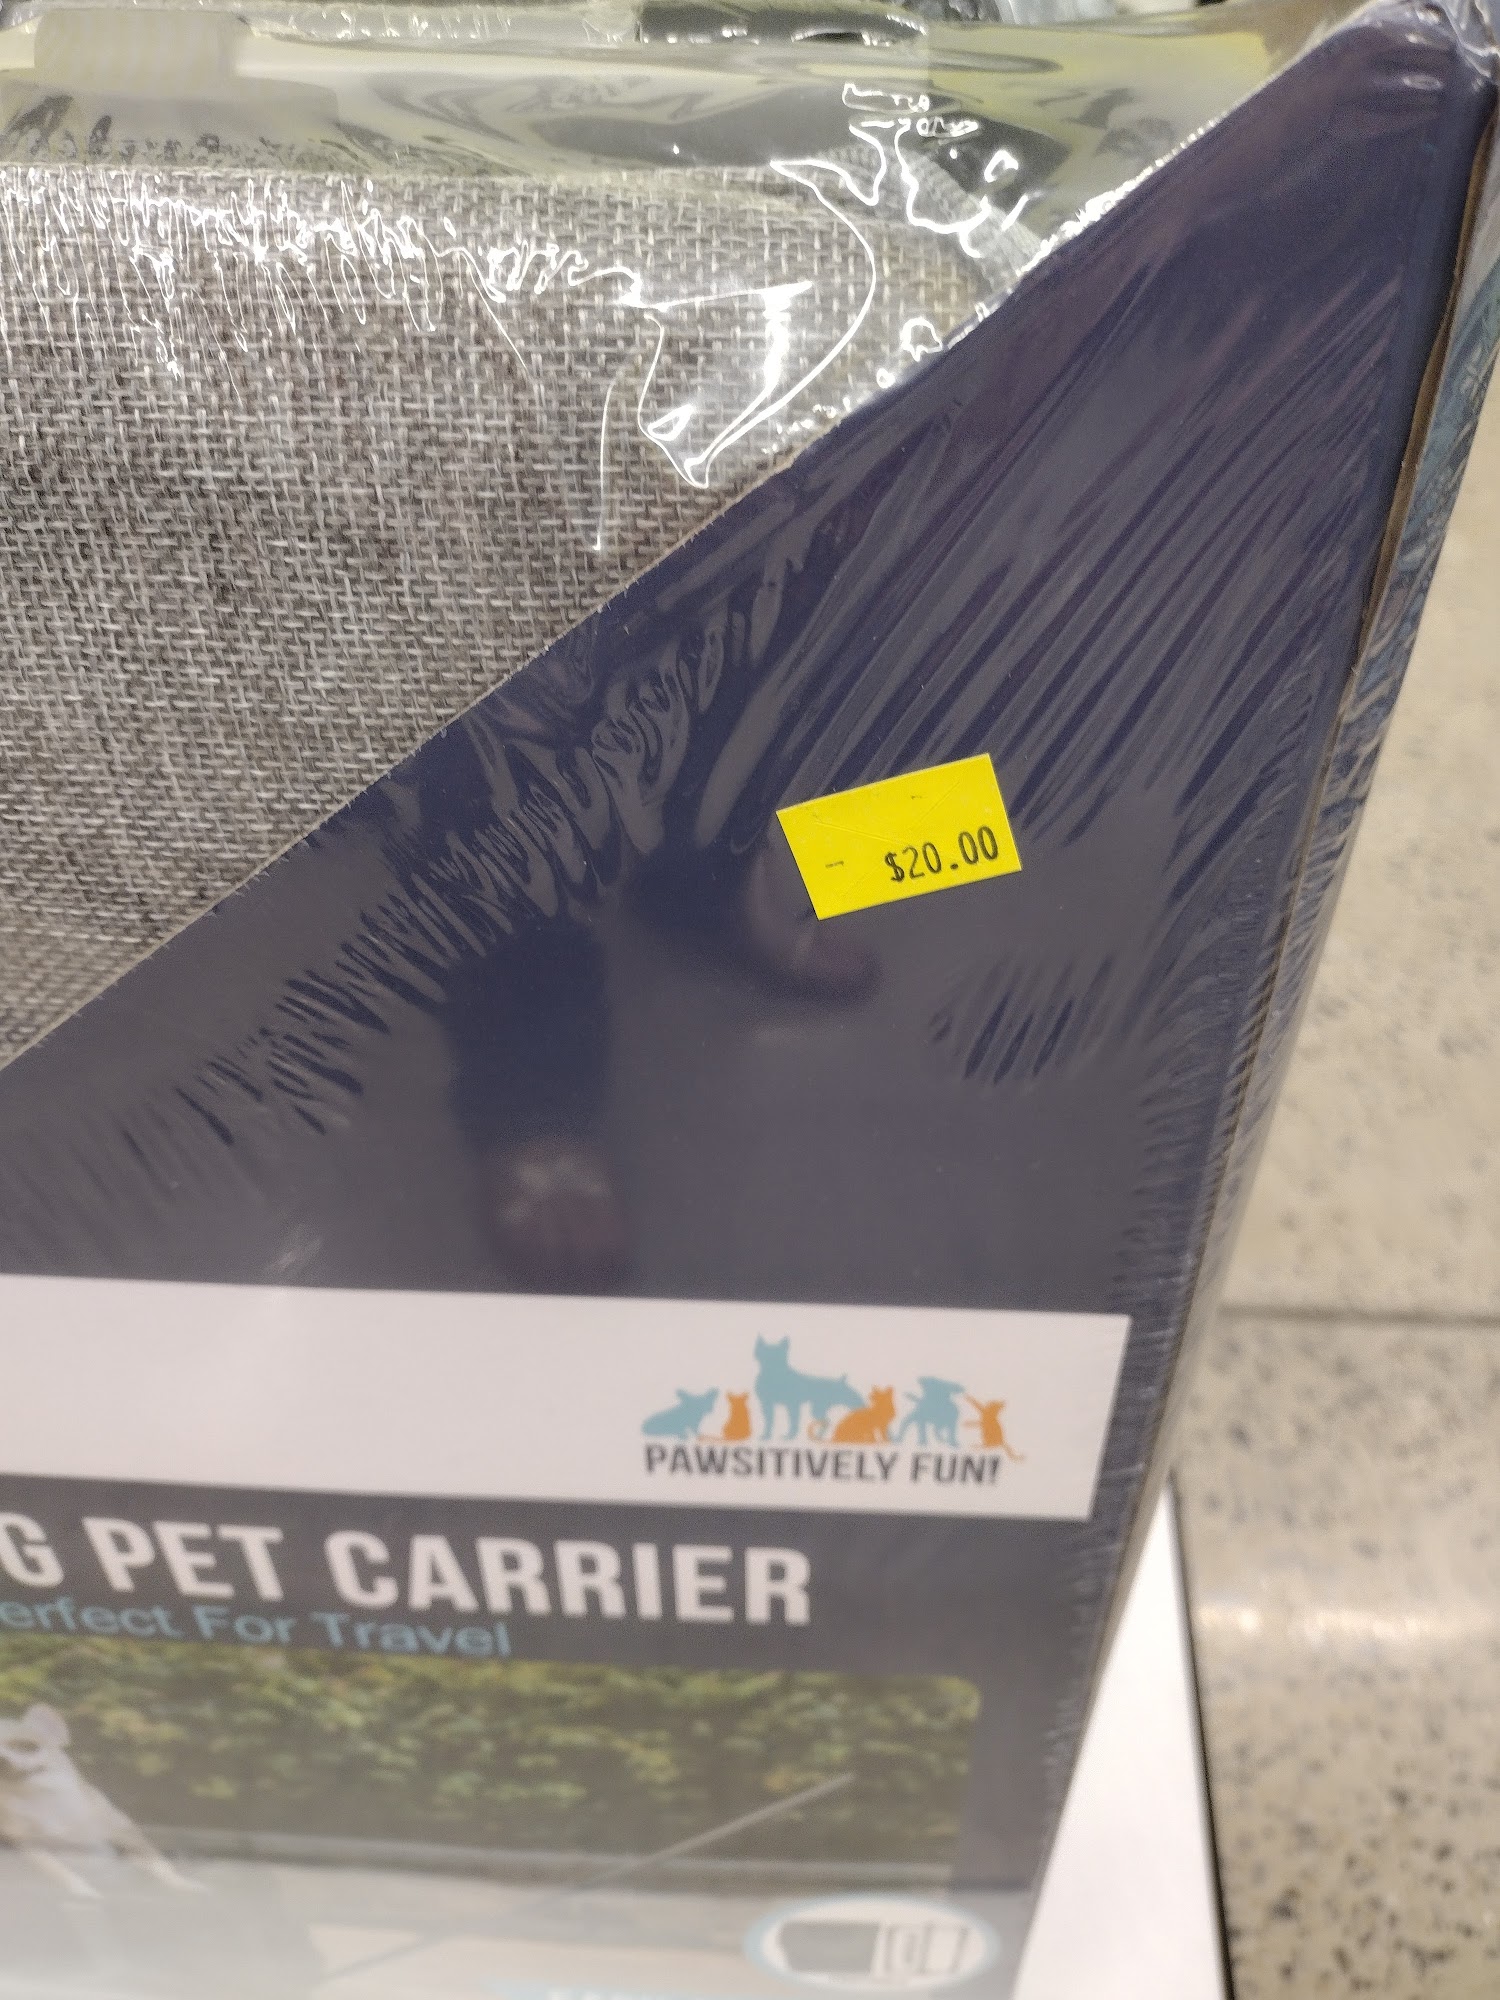 - $20.00
PAWSITIVELY FUN!
G PET CARRIER
erfect For Travel